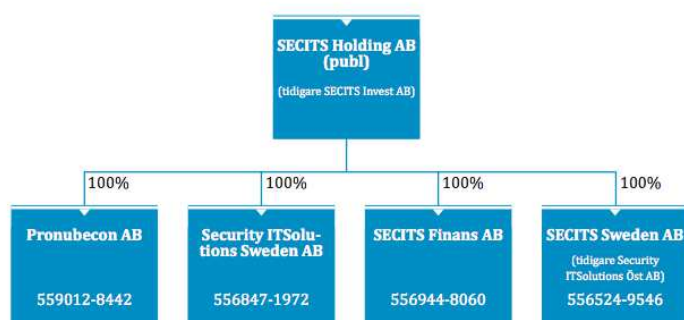 SECITS Holding AB
(publ)
(tidigare SECITS Invest AB)
100%
100%
100%
100%
Pronubecon AB
559012-8442
Security ITSolu-
tions Sweden AB
556847-1972
SECITS Finans AB
556944-8060
SECITS Sweden AB
(tidigare Security
ITSolutions Öst AB)
556524-9546